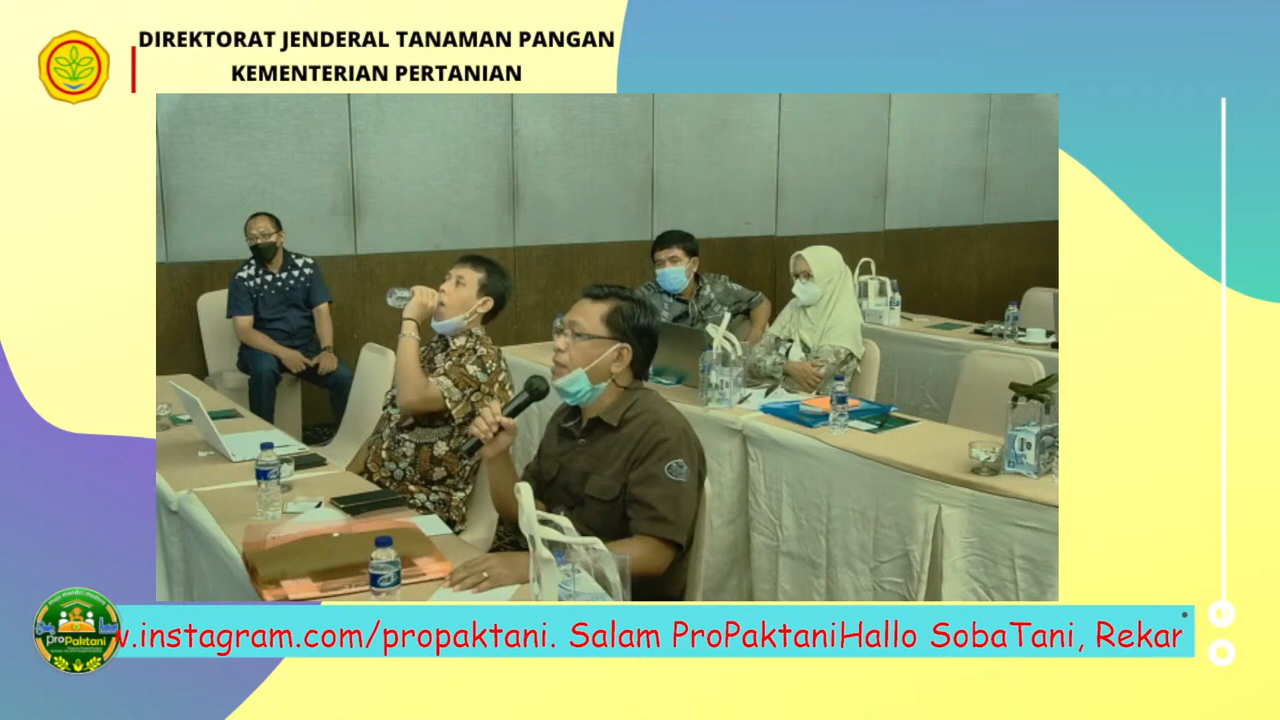 DIREKTORAT JENDERAL TANAMAN PANGAN
KEMENTERIAN PERTANIAN
w.instagram.com/propaktani. Salam ProPaktaniHallo SobaTani, Rekar
proPaktani